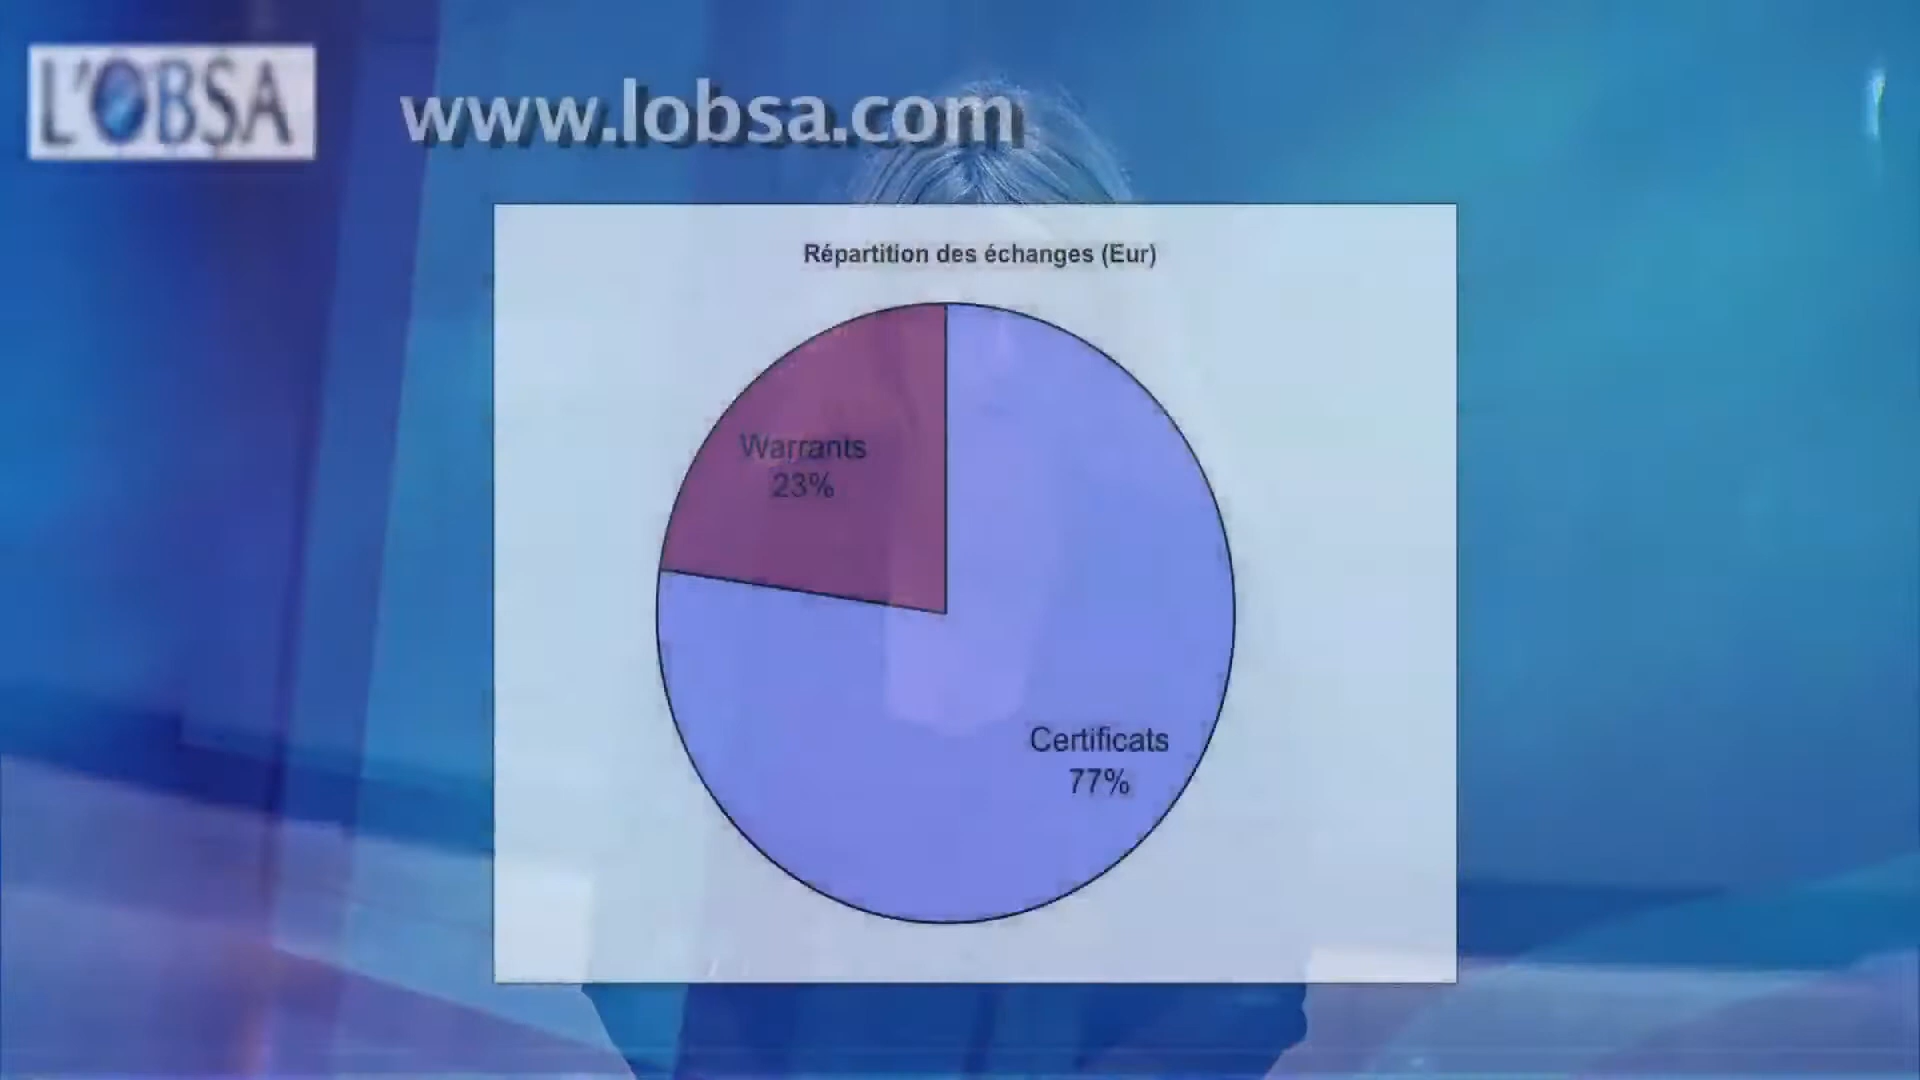 L'OBSA
www.lobsa.com
Répartition des échanges (Eur)
Warrants
23%
Certificats
77%